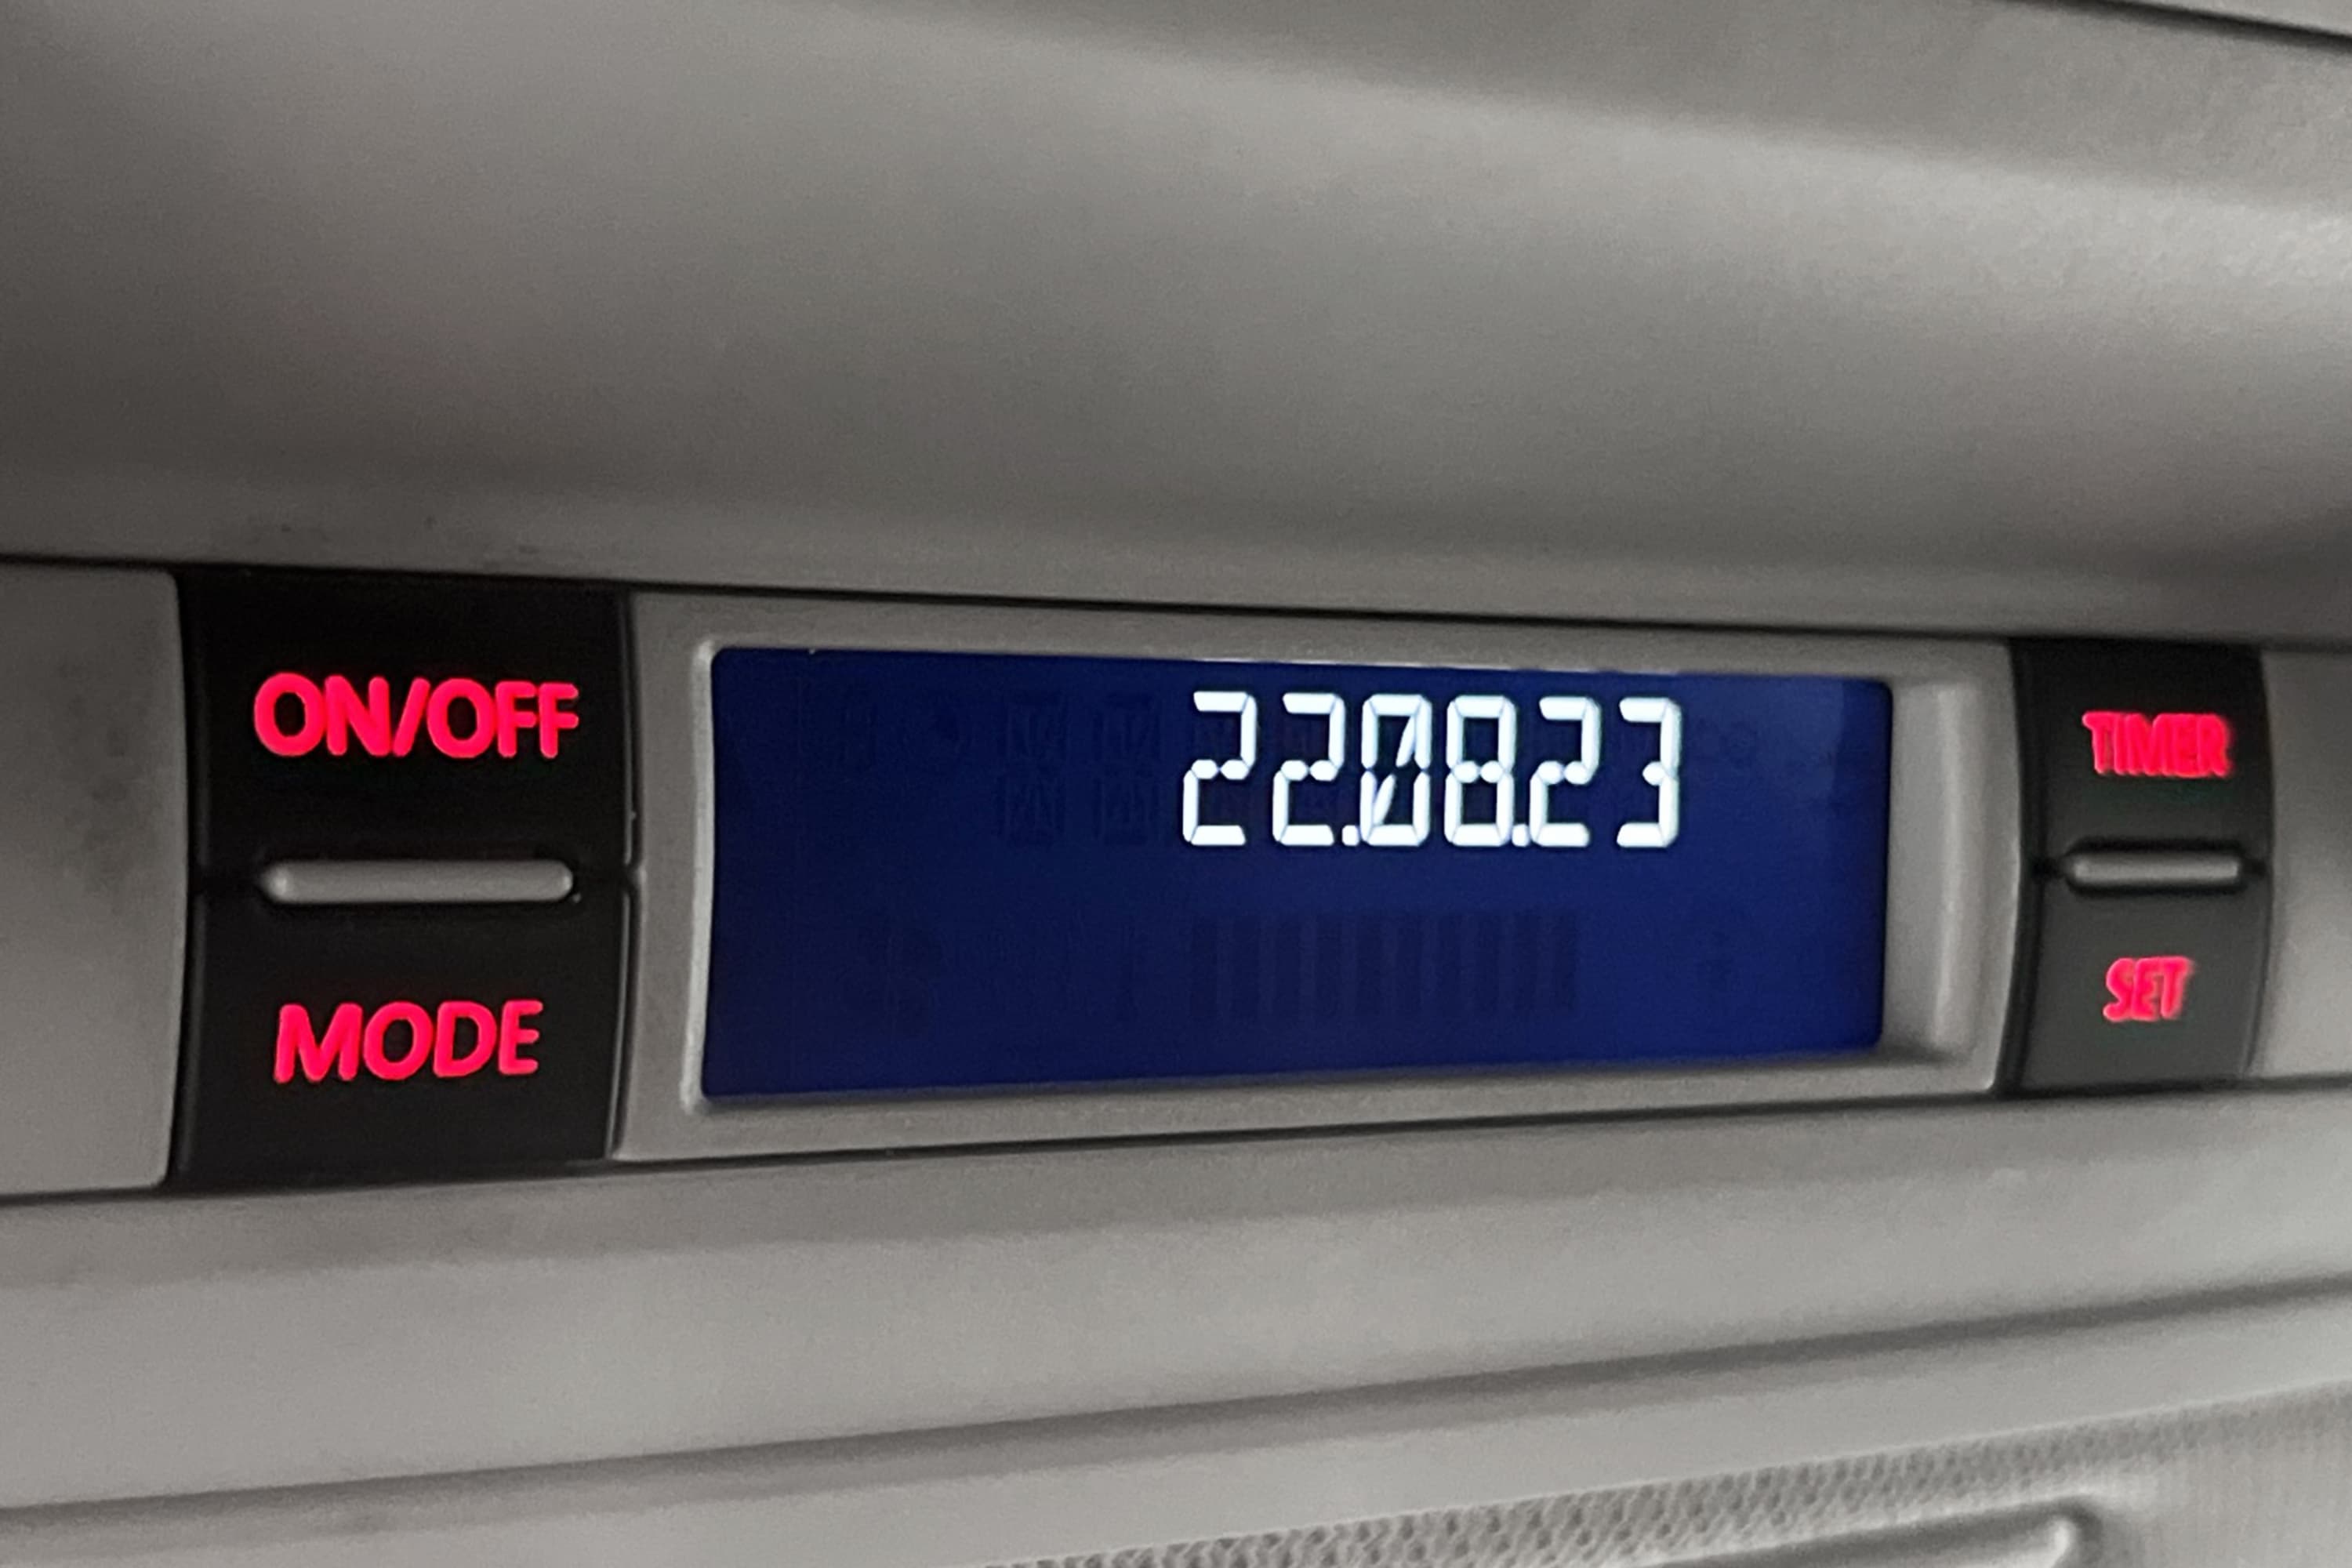 ON/OFF
MODE
22.08.23
TIMER
SET